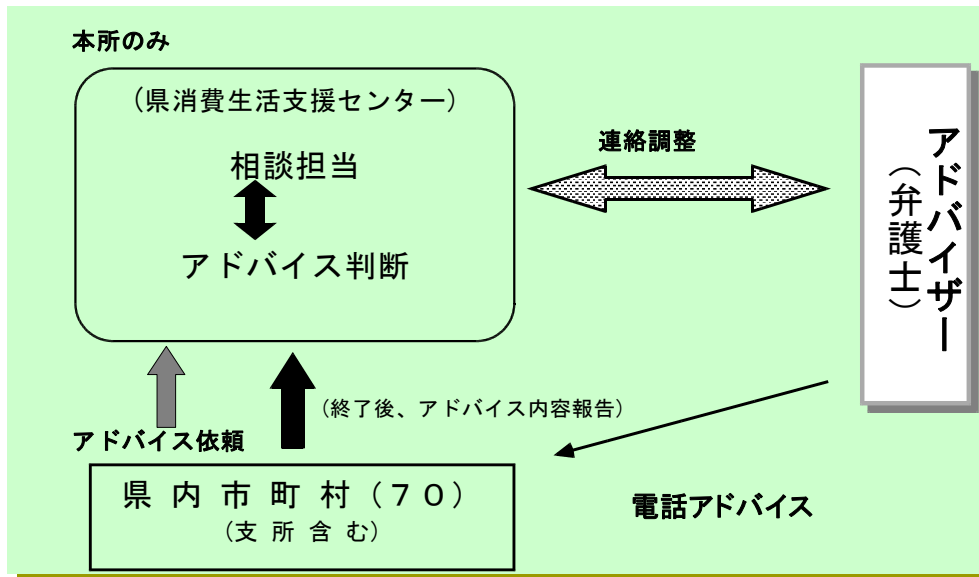 本所のみ
（県消費生活支援センター）
相談担当
アドバイス判断
連絡調整
アドバイザー
（弁護士）
（終了後、アドバイス内容報告）
アドバイス依頼
県内市町村（７０）
（支所含む）
電話アドバイス